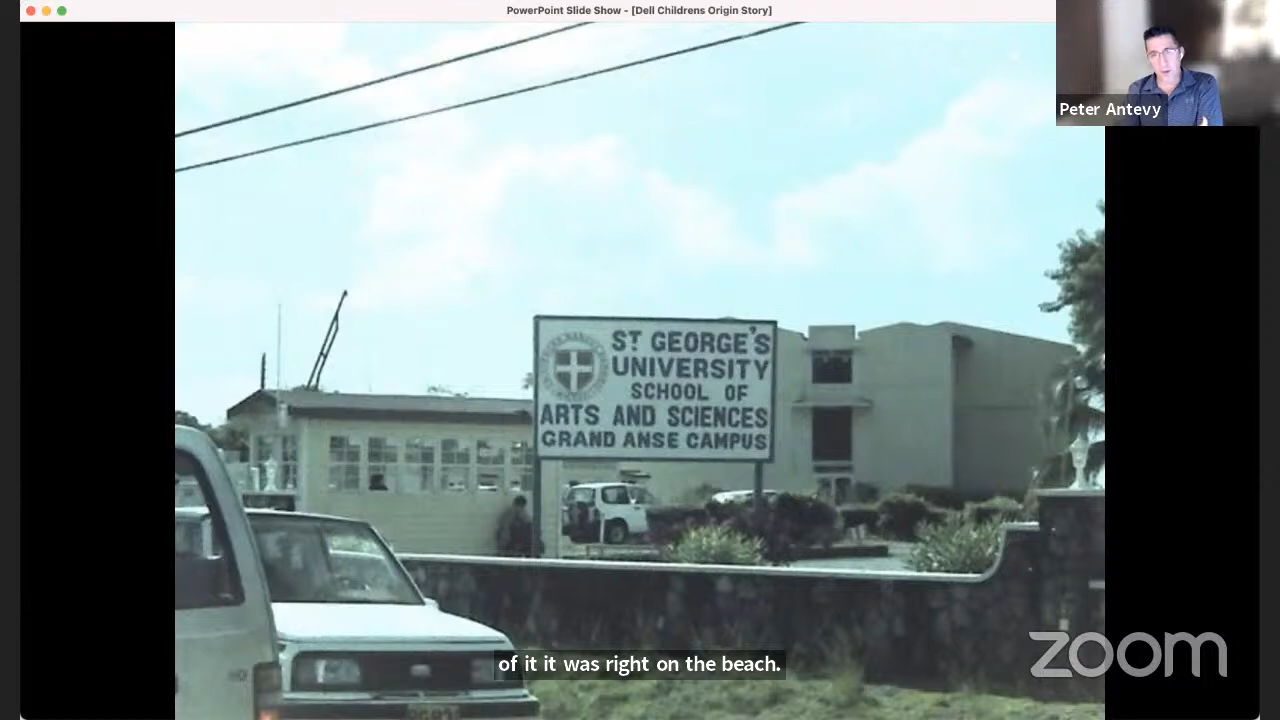 PowerPoint Slide Show - [Dell Childrens Origin Story]
Peter Antevy
ST GEORGE'S
UNIVERSITY
SCHOOL OF
ARTS AND SCIENCES
GRAND ANSE CAMPUS
of it it was right on the beach.
zoom